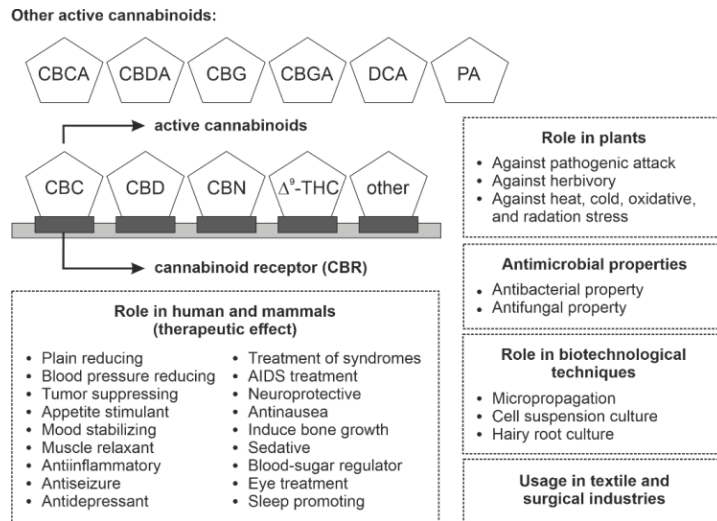 Other active cannabinoids:
CBCA CBDA CBG CBGA DCA PA
active cannabinoids
CBC CBD CBN Δ⁹-THC other
cannabinoid receptor (CBR)
Role in human and mammals
(therapeutic effect)
• Plain reducing
• Blood pressure reducing
• Tumor suppressing
• Appetite stimulant
• Mood stabilizing
• Muscle relaxant
• Antiinflammatory
• Antiseizure
• Antidepressant
• Treatment of syndromes
• AIDS treatment
• Neuroprotective
• Antinausea
• Induce bone growth
• Sedative
• Blood-sugar regulator
• Eye treatment
• Sleep promoting
Role in plants
• Against pathogenic attack
• Against herbivory
• Against heat, cold, oxidative,
and radation stress
Antimicrobial properties
• Antibacterial property
• Antifungal property
Role in biotechnological
techniques
• Micropropagation
• Cell suspension culture
• Hairy root culture
Usage in textile and
surgical industries